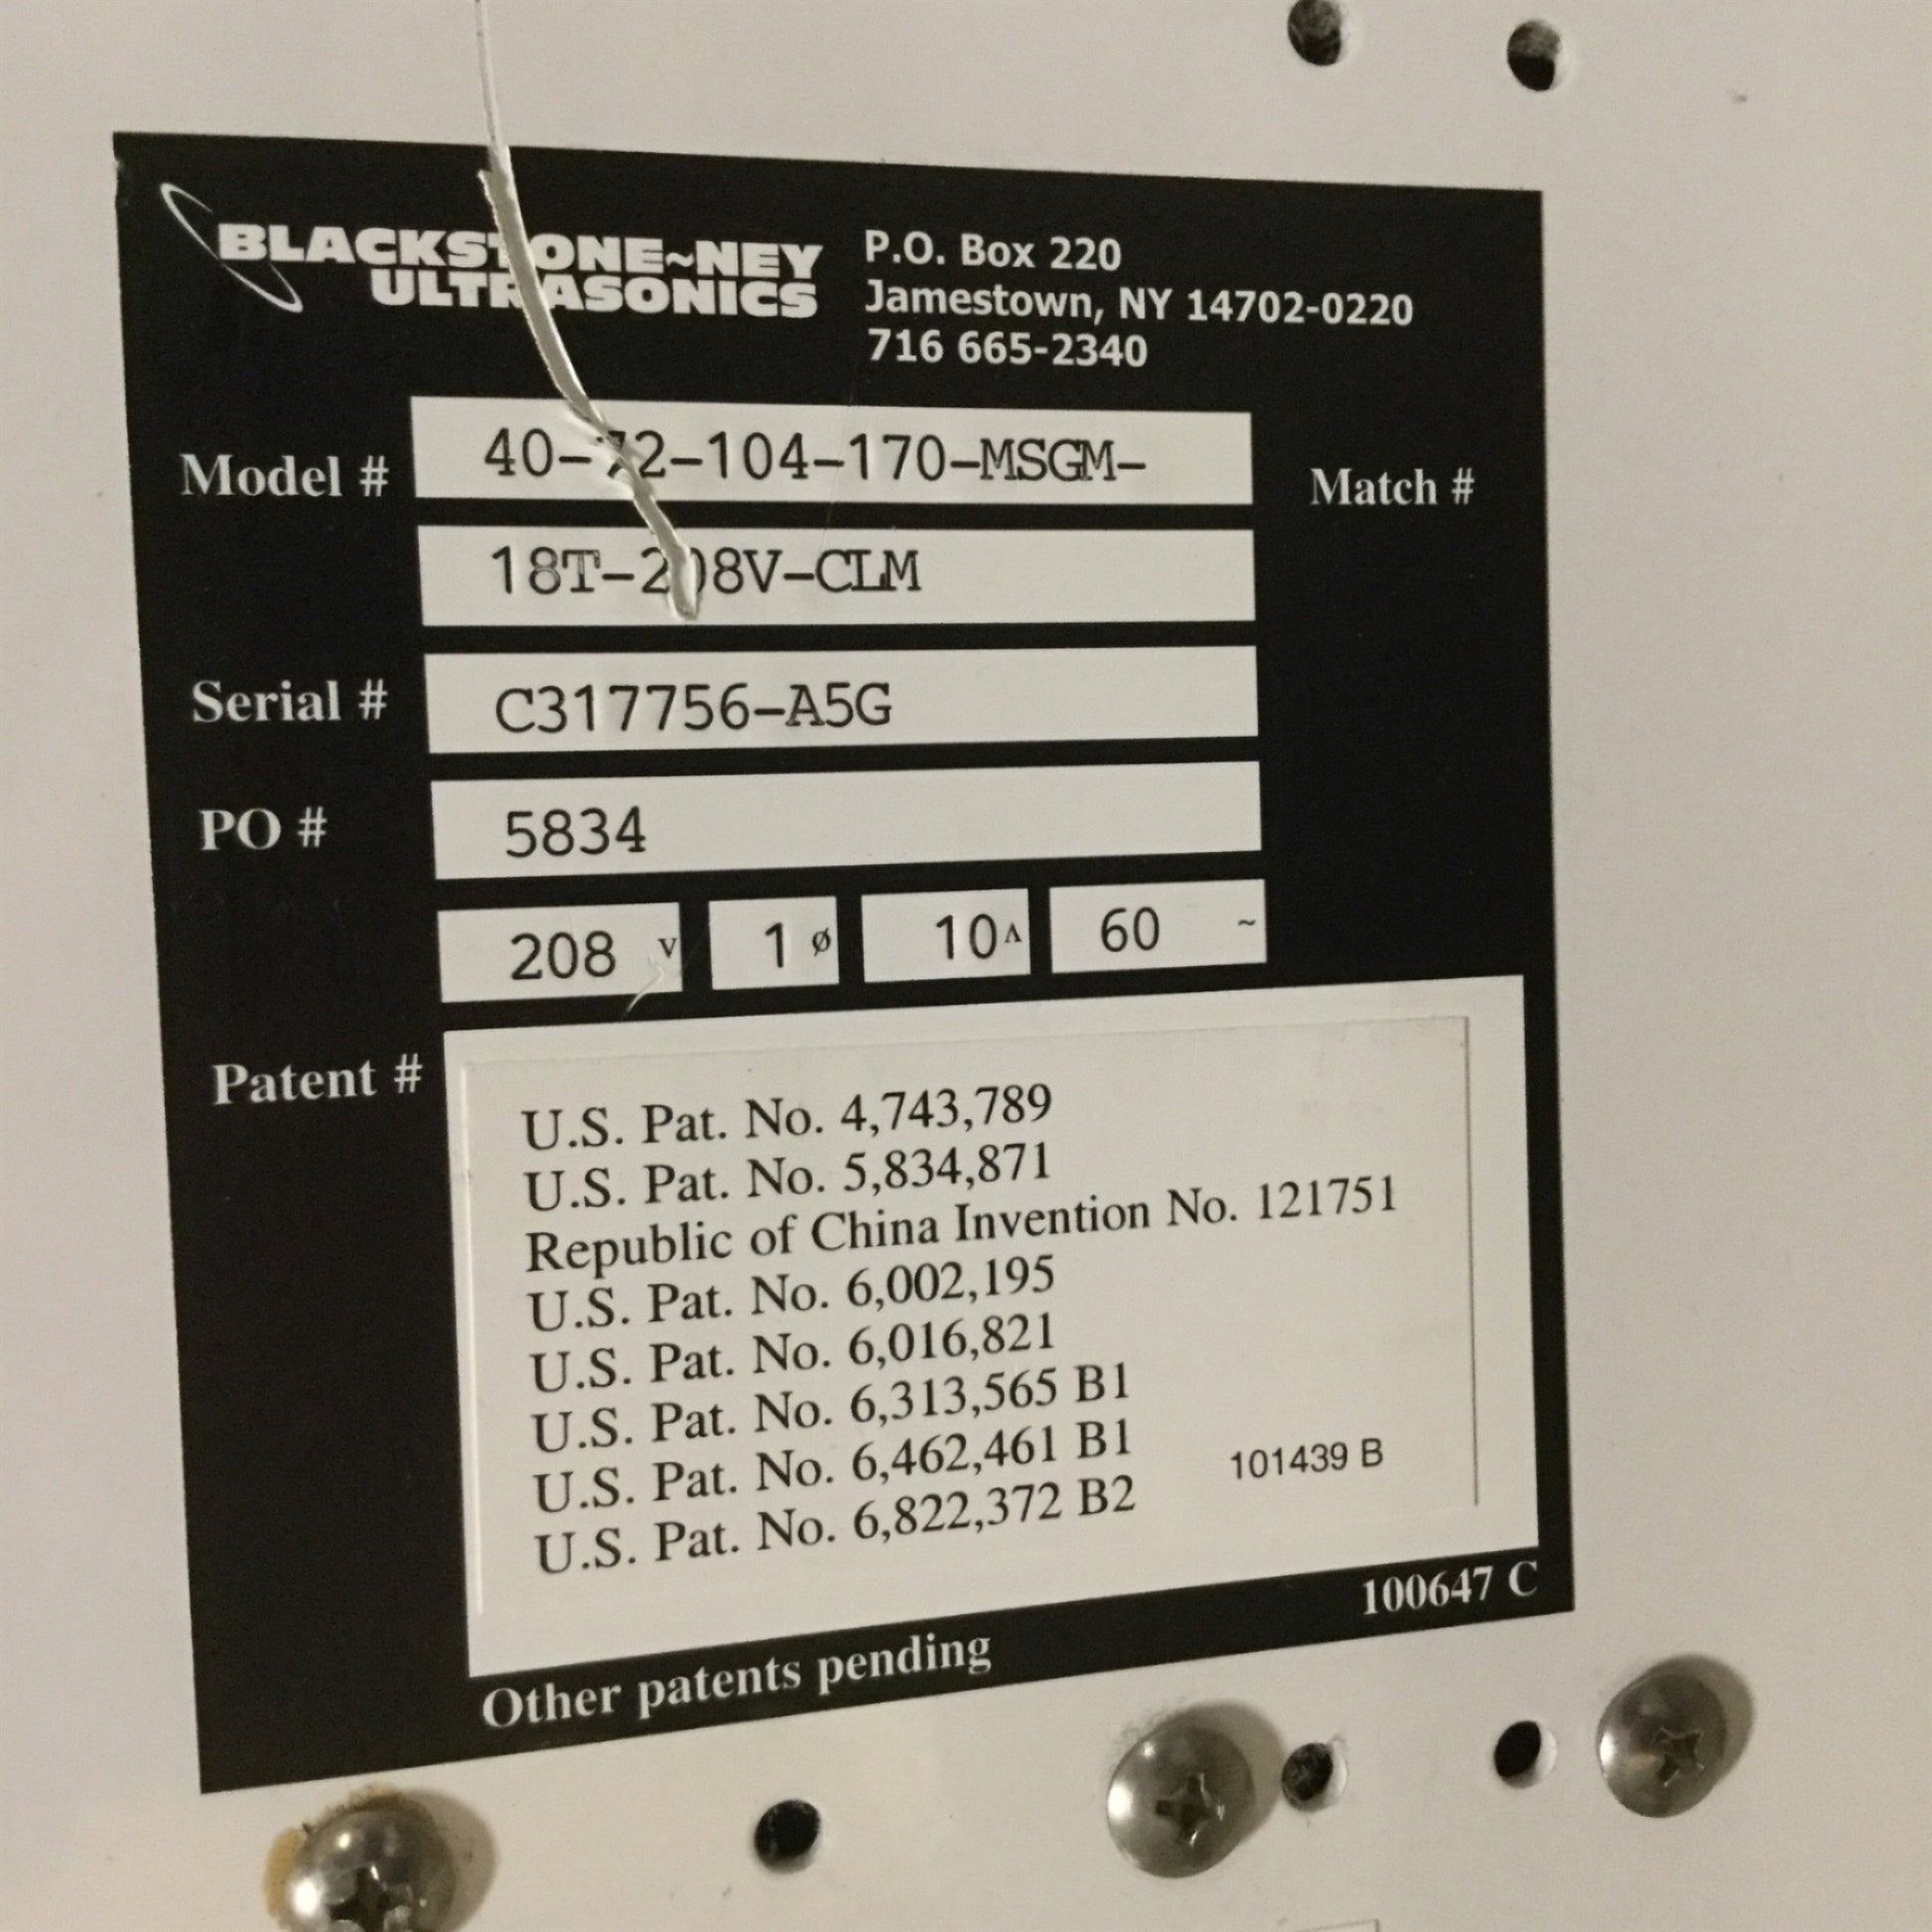 BLACKSTONE~NEY
ULTRASONICS
P.O. Box 220
Jamestown, NY 14702-0220
716 665-2340
Model # 40-72-104-170-MSGM-
Match #
18T-208V-CLM
Serial # C317756-A5G
PO # 5834
208 V 1 ø 10 A 60 ~
Patent #
U.S. Pat. No. 4,743,789
U.S. Pat. No. 5,834,871
Republic of China Invention No. 121751
U.S. Pat. No. 6,002,195
U.S. Pat. No. 6,016,821
U.S. Pat. No. 6,313,565 B1
U.S. Pat. No. 6,462,461 B1
U.S. Pat. No. 6,822,372 B2
101439 B
100647 C
Other patents pending